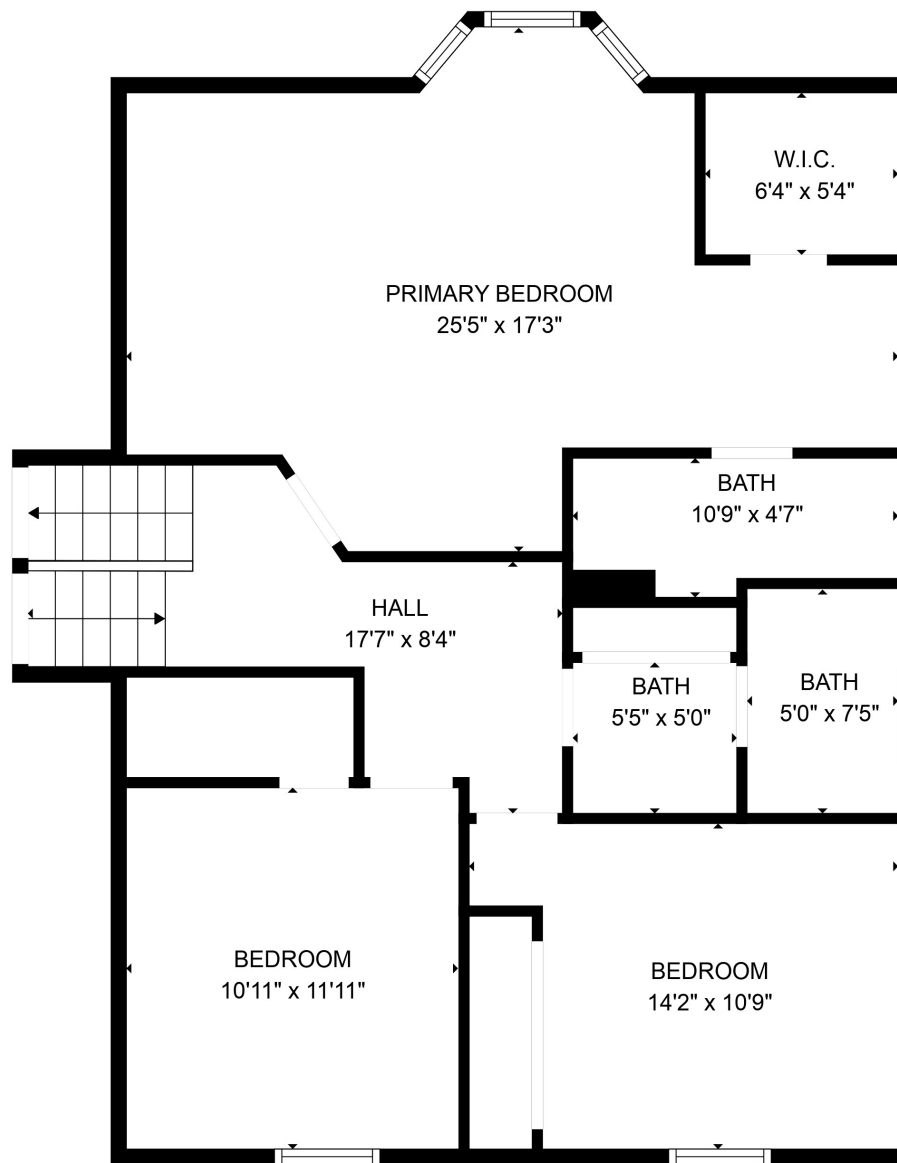 W.I.C.
6'4" x 5'4"
PRIMARY BEDROOM
25'5" x 17'3"
BATH
10'9" x 4'7"
HALL
17'7" x 8'4"
BATH
5'5" x 5'0"
BATH
5'0" x 7'5"
BEDROOM
10'11" x 11'11"
BEDROOM
14'2" x 10'9"